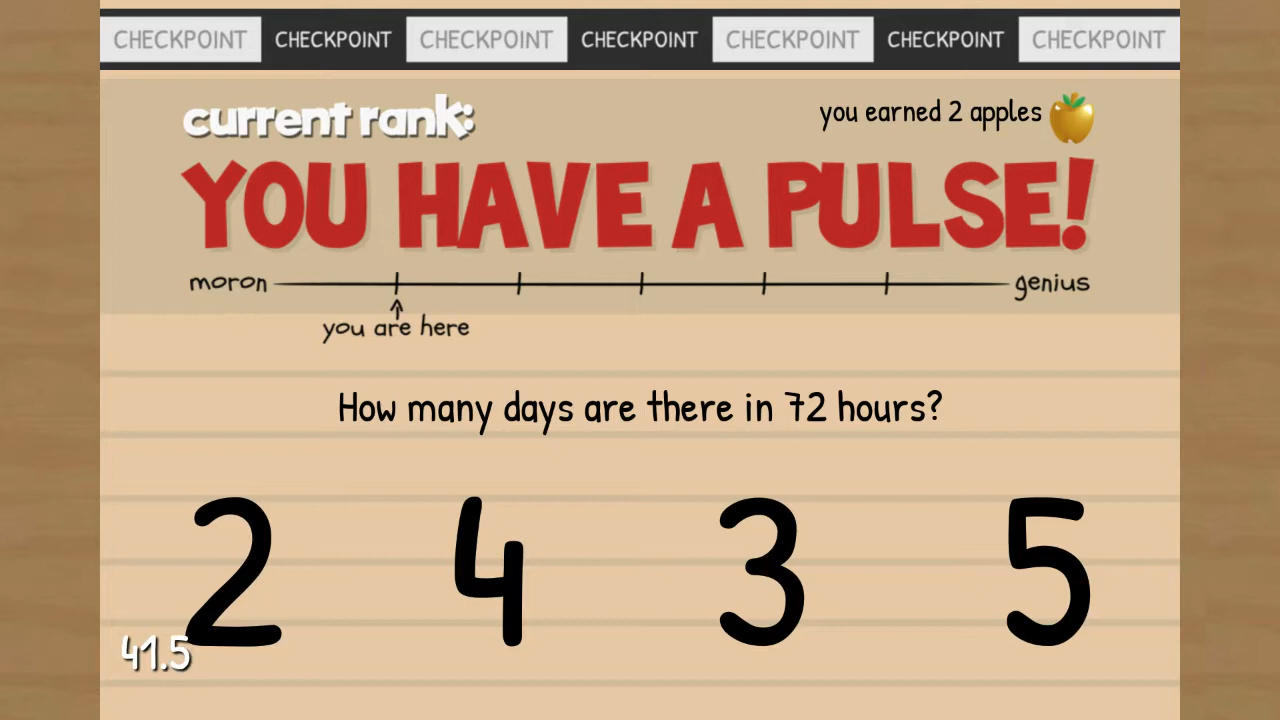 CHECKPOINT CHECKPOINT CHECKPOINT CHECKPOINT CHECKPOINT CHECKPOINT CHECKPOINT
current rank:
you earned 2 apples
YOU HAVE A PULSE!
moron genius
you are here
How many days are there in 72 hours?
2 4 3 5
41.5